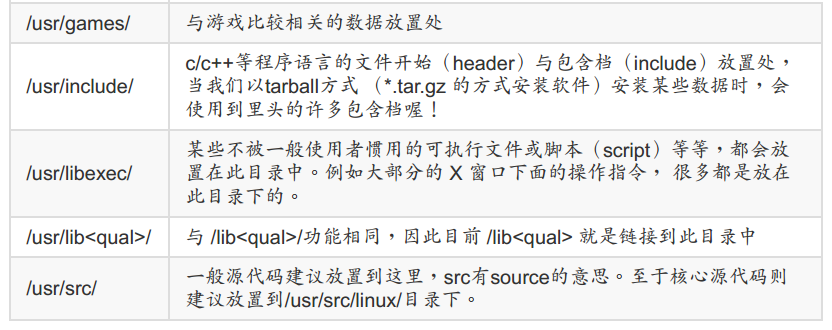 /usr/games/ 与游戏比较相关的数据放置处
c/c++等程序语言的文件开始（header）与包含档（include）放置处，
/usr/include/ 当我们以tarball方式 （*.tar.gz 的方式安装软件）安装某些数据时，会
使用到里头的许多包含档喔！
某些不被一般使用者惯用的可执行文件或脚本（script）等等，都会放
/usr/libexec/ 置在此目录中。例如大部分的 X 窗口下面的操作指令， 很多都是放在
此目录下的。
/usr/lib<qual>/ 与 /lib<qual>/功能相同，因此目前 /lib<qual> 就是链接到此目录中
一般源代码建议放置到这里，src有source的意思。至于核心源代码则
/usr/src/ 建议放置到/usr/src/linux/目录下。